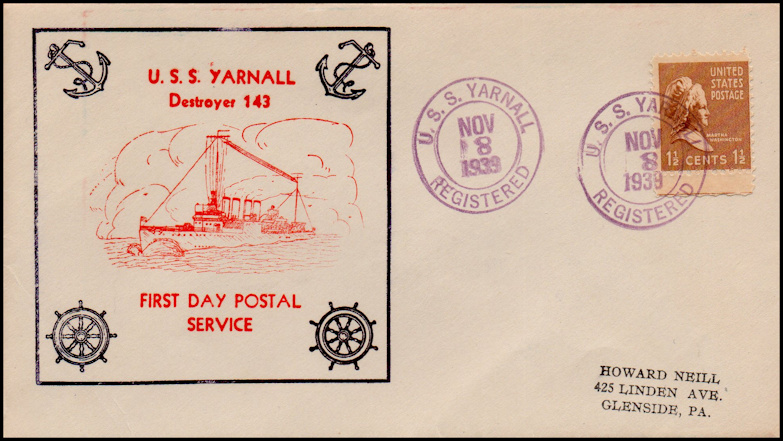 U. S. S. YARNALL
Destroyer 143
FIRST DAY POSTAL
SERVICE
U. S. S. YARNALL
NOV
8
1939
REGISTERED
U. S. S. YARNALL
NOV
8
1939
REGISTERED
UNITED
STATES
POSTAGE
MARTHA
WASHINGTON
1½ CENTS 1½
HOWARD NEILL
425 LINDEN AVE.
GLENSIDE, PA.